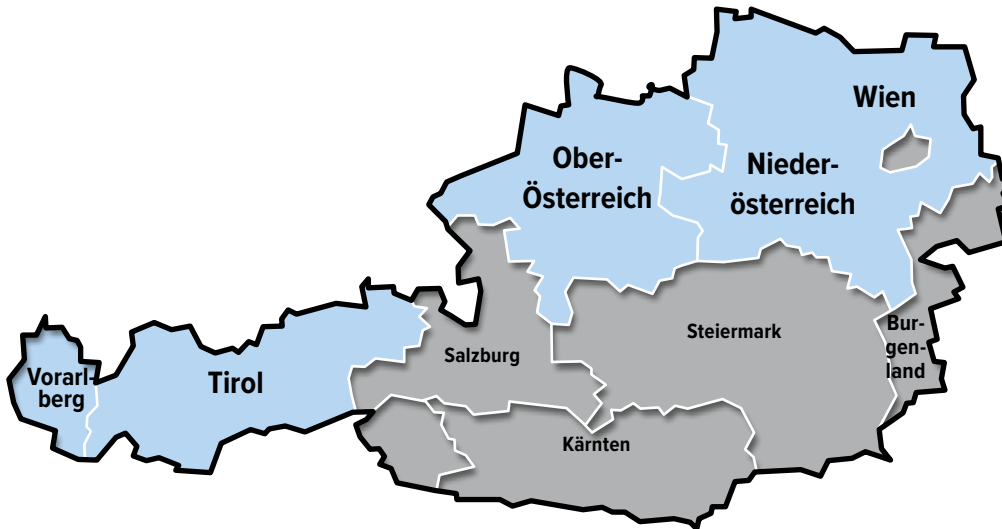 Wien
Ober-
Österreich
Nieder-
österreich
Bur-
gen-
land
Steiermark
Salzburg
Vorarl-
berg
Tirol
Kärnten